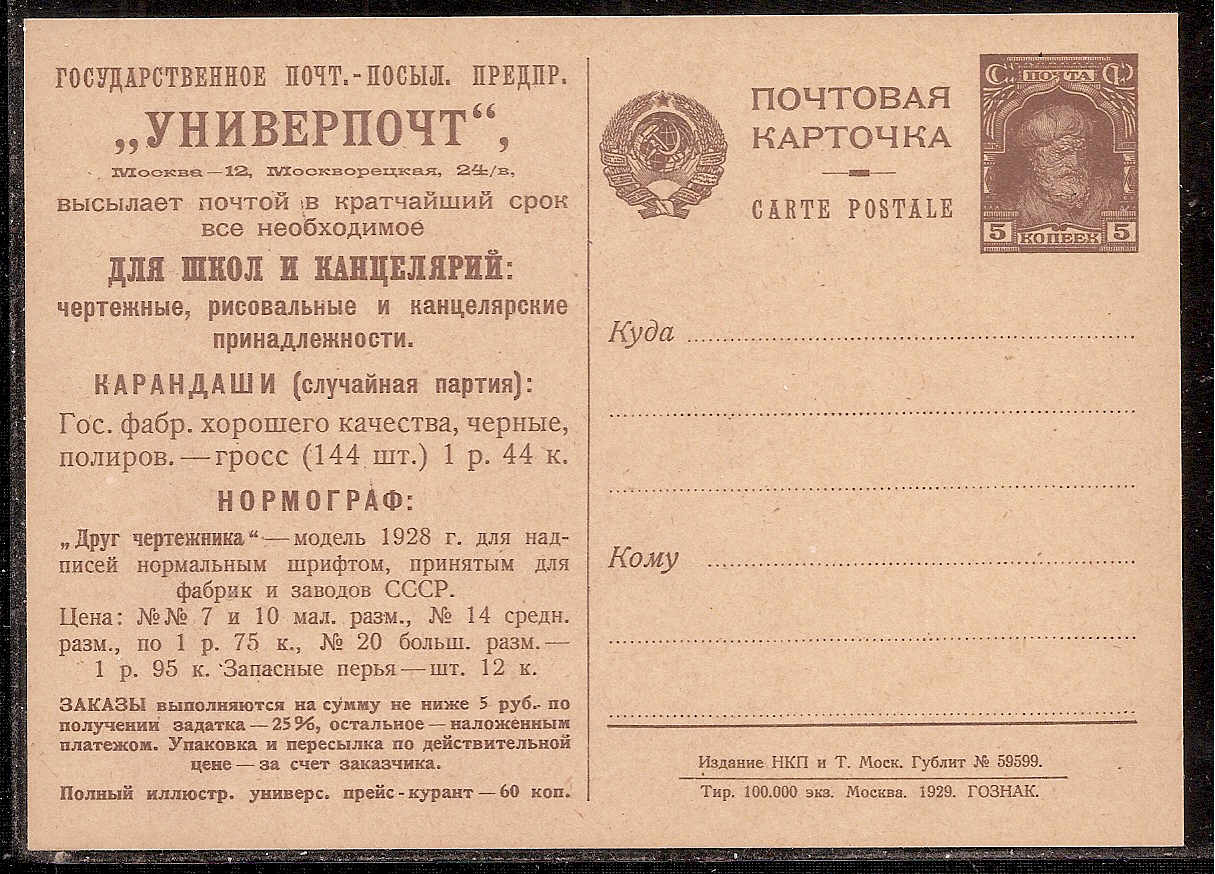 ГОСУДАРСТВЕННОЕ ПОЧТ.-ПОСЫЛ. ПРЕДПР.
„УНИВЕРПОЧТ“,
Москва—12, Москворецкая, 24/в,
высылает почтой в кратчайший срок
все необходимое
ДЛЯ ШКОЛ И КАНЦЕЛЯРИЙ:
чертежные, рисовальные и канцелярские
принадлежности.
КАРАНДАШИ (случайная партия):
Гос. фабр. хорошего качества, черные,
полиров.—гросс (144 шт.) 1 р. 44 к.
НОРМОГРАФ:
„Друг чертежника“—модель 1928 г. для над-
писей нормальным шрифтом, принятым для
фабрик и заводов СССР.
Цена: №№ 7 и 10 мал. разм., № 14 средн.
разм., по 1 р. 75 к., № 20 больш. разм.—
1 р. 95 к. Запасные перья—шт. 12 к.
ЗАКАЗЫ выполняются на сумму не ниже 5 руб. по
получении задатка—25%, остальное—наложенным
платежом. Упаковка и пересылка по действительной
цене—за счет заказчика.
Полный иллюстр. универс. прейс-курант—60 коп.
ПОЧТОВАЯ
КАРТОЧКА
CARTE POSTALE
ПОЧТА
5 КОПЕЕК 5
Куда
Кому
Издание НКП и Т. Моск. Гублит № 59599.
Тир. 100.000 экз. Москва. 1929. ГОЗНАК.